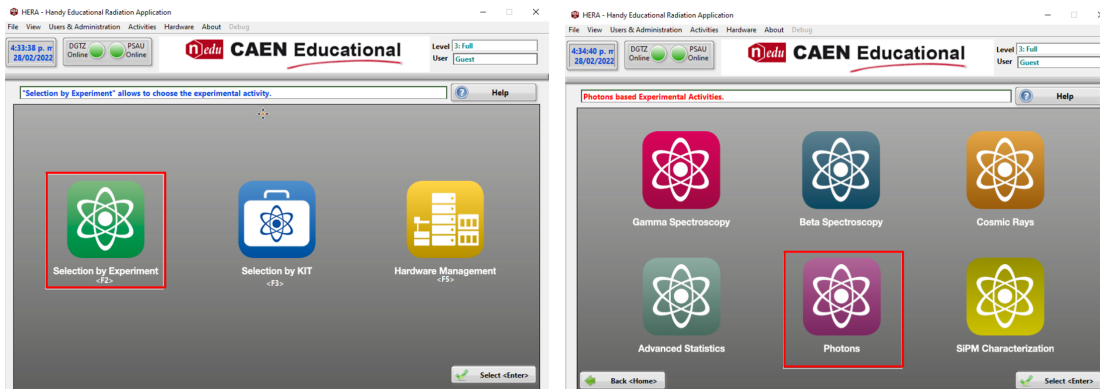 HERA - Handy Educational Radiation Application
File View Users & Administration Activities Hardware About Debug
4:33:38 p. m
28/02/2022
DGTZ
Online
PSAU
Online
n)edu CAEN Educational
Level 3: Full
User Guest
"Selection by Experiment" allows to choose the experimental activity.
Help
Selection by Experiment
<F2>
Selection by KIT
<F3>
Hardware Management
<F5>
Select <Enter>
HERA - Handy Educational Radiation Application
File View Users & Administration Activities Hardware About Debug
4:34:40 p. m
28/02/2022
DGTZ
Online
PSAU
Online
n)edu CAEN Educational
Level 3: Full
User Guest
Photons based Experimental Activities.
Help
Gamma Spectroscopy
Beta Spectroscopy
Cosmic Rays
Advanced Statistics
Photons
SiPM Characterization
Back <Home>
Select <Enter>